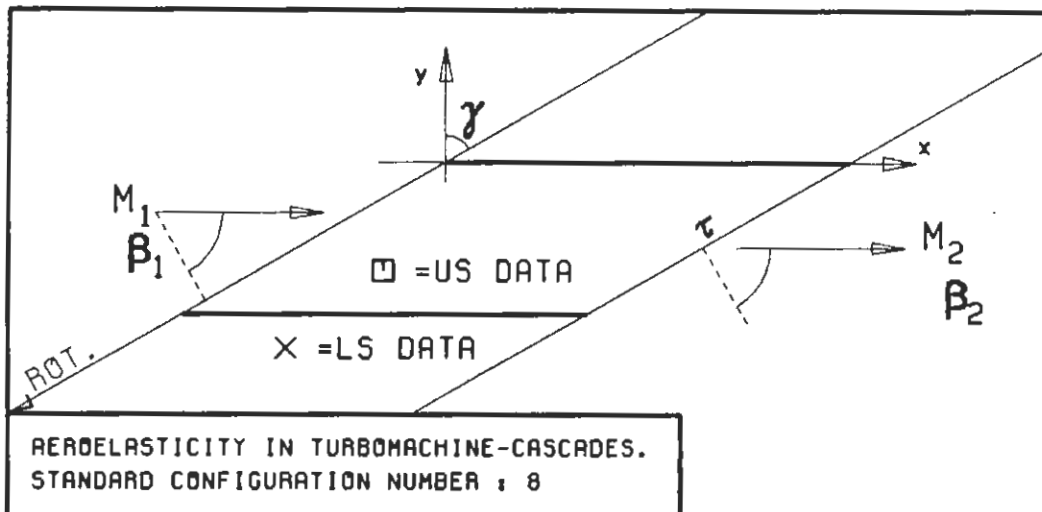 y
γ
x
M₁
β₁
τ
M₂
β₂
=US DATA
X =LS DATA
ROT.
AEROELASTICITY IN TURBOMACHINE-CASCADES.
STANDARD CONFIGURATION NUMBER : 8